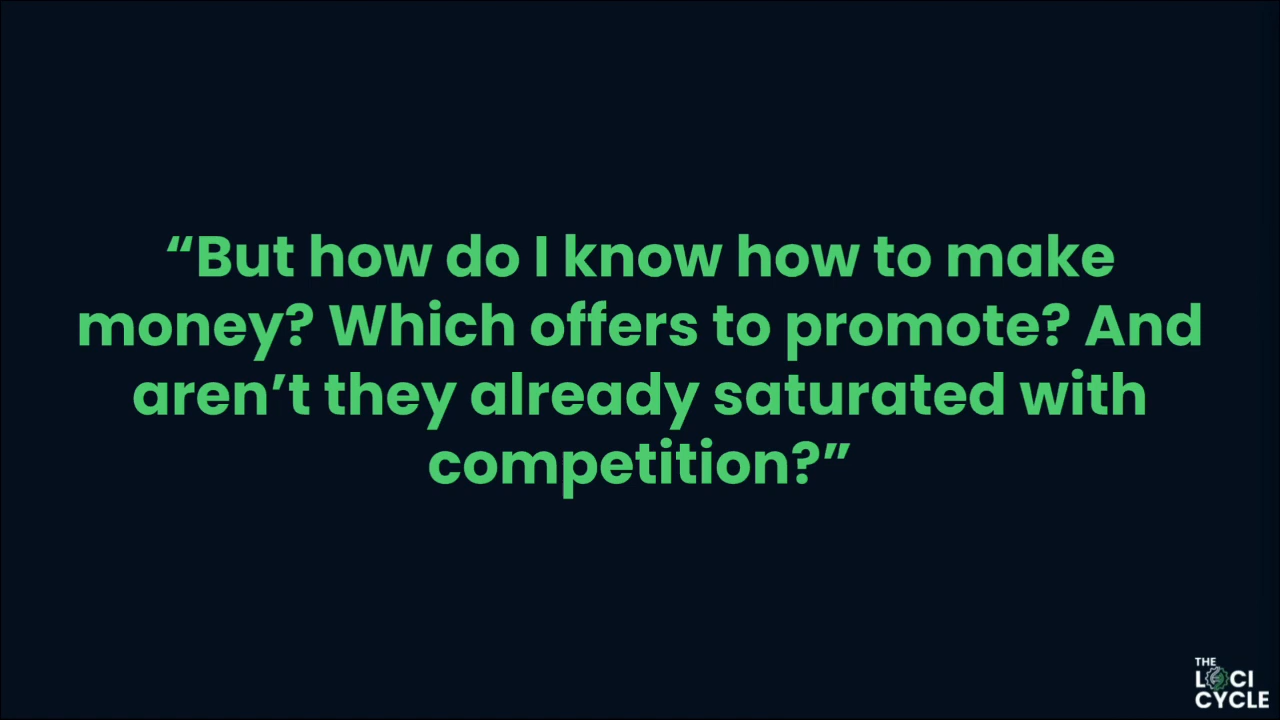 “But how do I know how to make
money? Which offers to promote? And
aren’t they already saturated with
competition?”
THE
LOCI
CYCLE